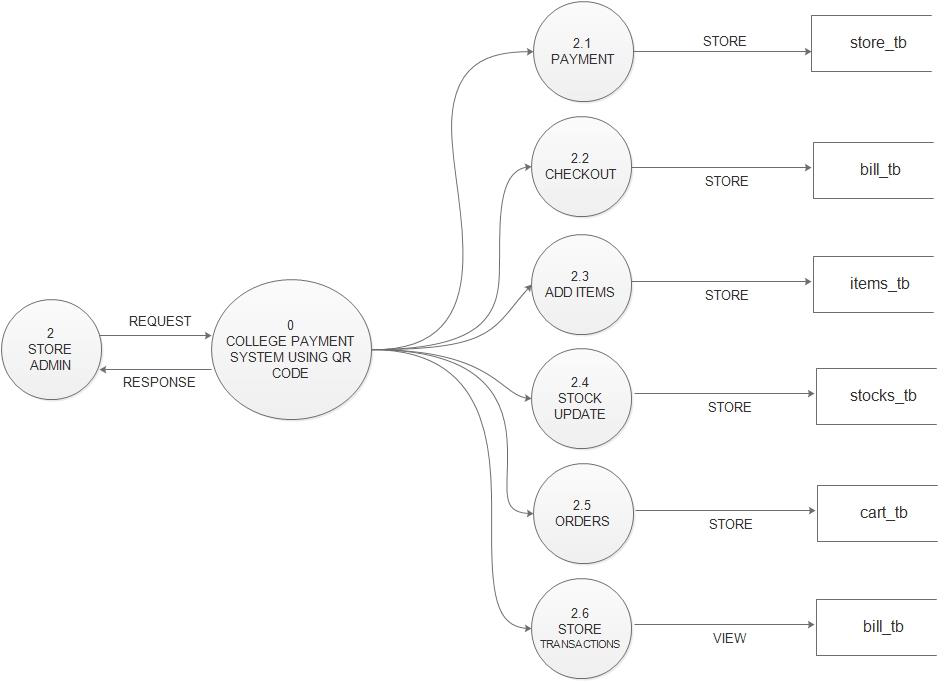 2.1
PAYMENT
STORE
store_tb
2.2
CHECKOUT
STORE
bill_tb
2.3
ADD ITEMS
STORE
items_tb
2
STORE
ADMIN
REQUEST
RESPONSE
0
COLLEGE PAYMENT
SYSTEM USING QR
CODE
2.4
STOCK
UPDATE
STORE
stocks_tb
2.5
ORDERS
STORE
cart_tb
2.6
STORE
TRANSACTIONS
VIEW
bill_tb